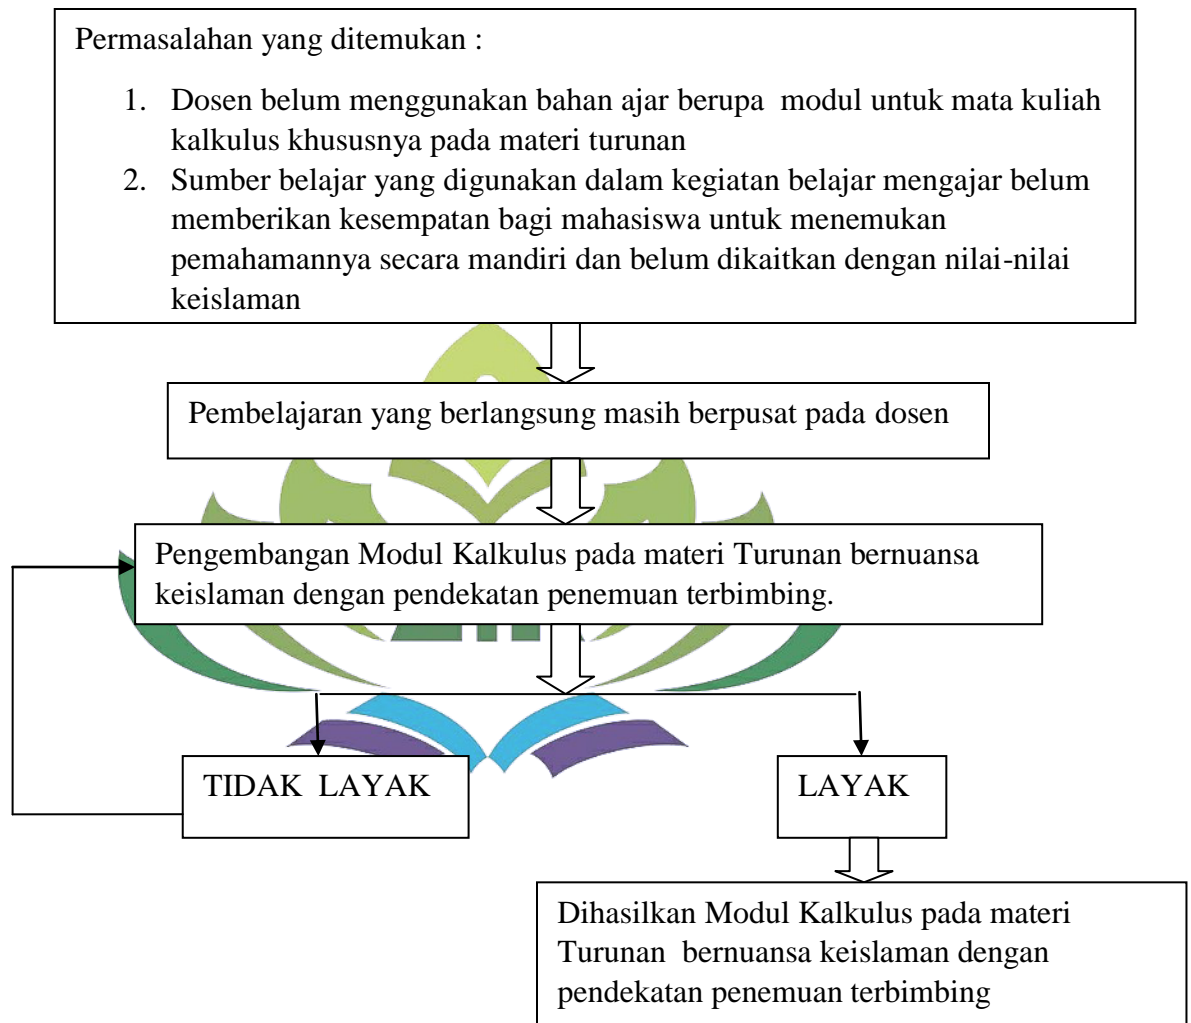 Permasalahan yang ditemukan :
1. Dosen belum menggunakan bahan ajar berupa modul untuk mata kuliah
kalkulus khususnya pada materi turunan
2. Sumber belajar yang digunakan dalam kegiatan belajar mengajar belum
memberikan kesempatan bagi mahasiswa untuk menemukan
pemahamannya secara mandiri dan belum dikaitkan dengan nilai-nilai
keislaman
Pembelajaran yang berlangsung masih berpusat pada dosen
Pengembangan Modul Kalkulus pada materi Turunan bernuansa
keislaman dengan pendekatan penemuan terbimbing.
TIDAK LAYAK
LAYAK
Dihasilkan Modul Kalkulus pada materi
Turunan bernuansa keislaman dengan
pendekatan penemuan terbimbing